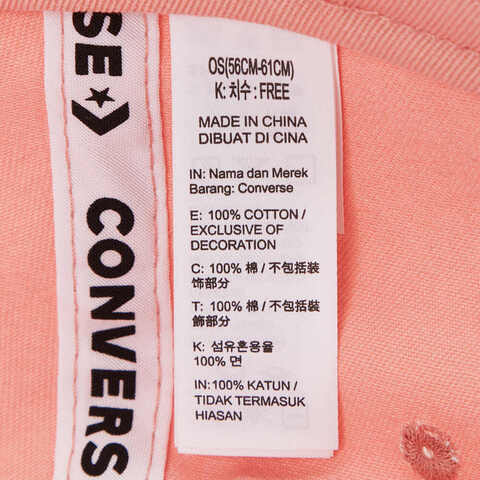 SE
CONVERS
OS(56CM-61CM)
K: 치수 : FREE
MADE IN CHINA
DIBUAT DI CINA
IN: Nama dan Merek
Barang: Converse
E: 100% COTTON /
EXCLUSIVE OF
DECORATION
C: 100% 棉 / 不包括装
饰部分
T: 100% 棉 / 不包括裝
飾部分
K: 섬유혼용율
100% 면
IN: 100% KATUN /
TIDAK TERMASUK
HIASAN